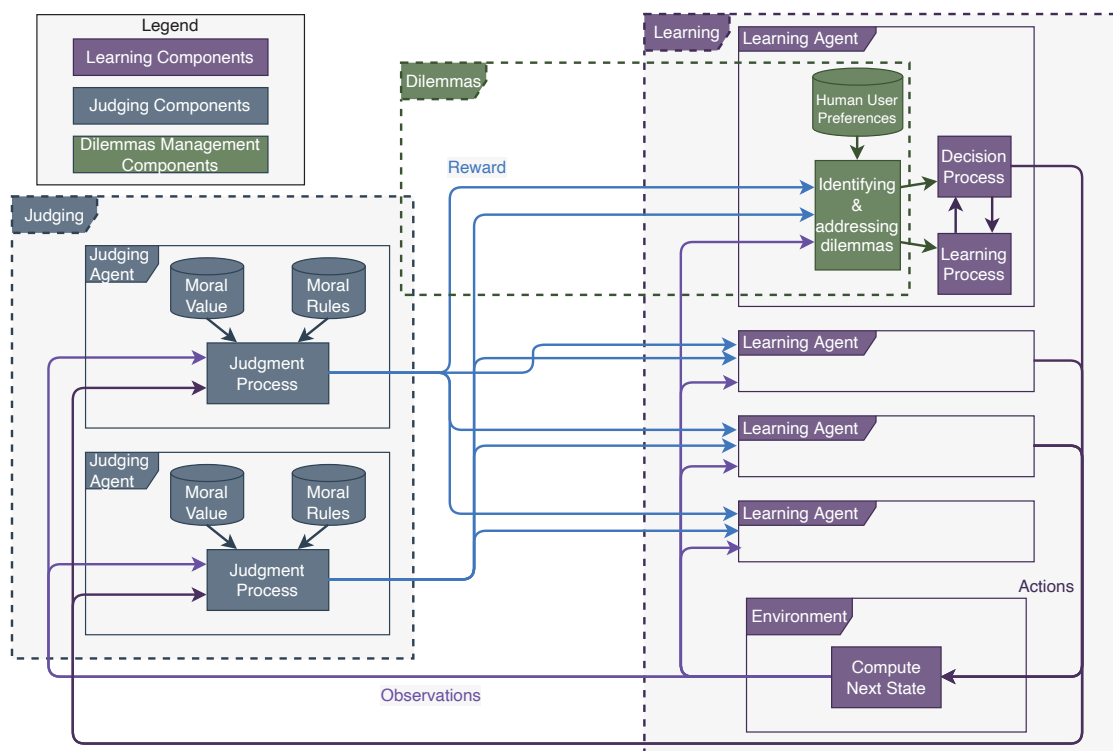 Legend
Learning Components
Judging Components
Dilemmas Management
Components
Learning
Learning Agent
Dilemmas
Human User
Preferences
Identifying
&
addressing
dilemmas
Decision
Process
Learning
Process
Reward
Judging
Judging
Agent
Moral
Value
Moral
Rules
Judgment
Process
Judging
Agent
Moral
Value
Moral
Rules
Judgment
Process
Learning Agent
Learning Agent
Learning Agent
Actions
Environment
Compute
Next State
Observations